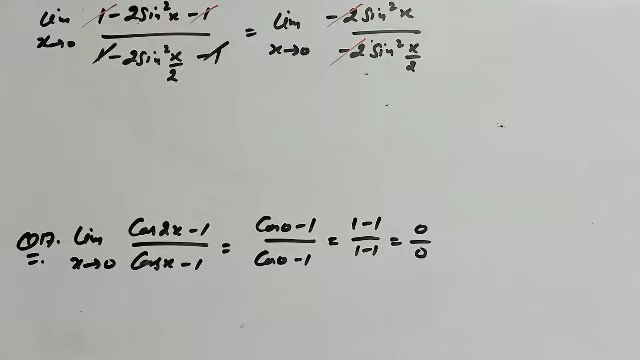 lim x→0 (1 - 2sin²x - 1)/(1 - 2sin² x/2 - 1) = lim x→0 (-2sin²x)/(-2sin² x/2)
Q17. lim x→0 (Cos2x - 1)/(Cosx - 1) = (Cos0 - 1)/(Cos0 - 1) = (1-1)/(1-1) = 0/0